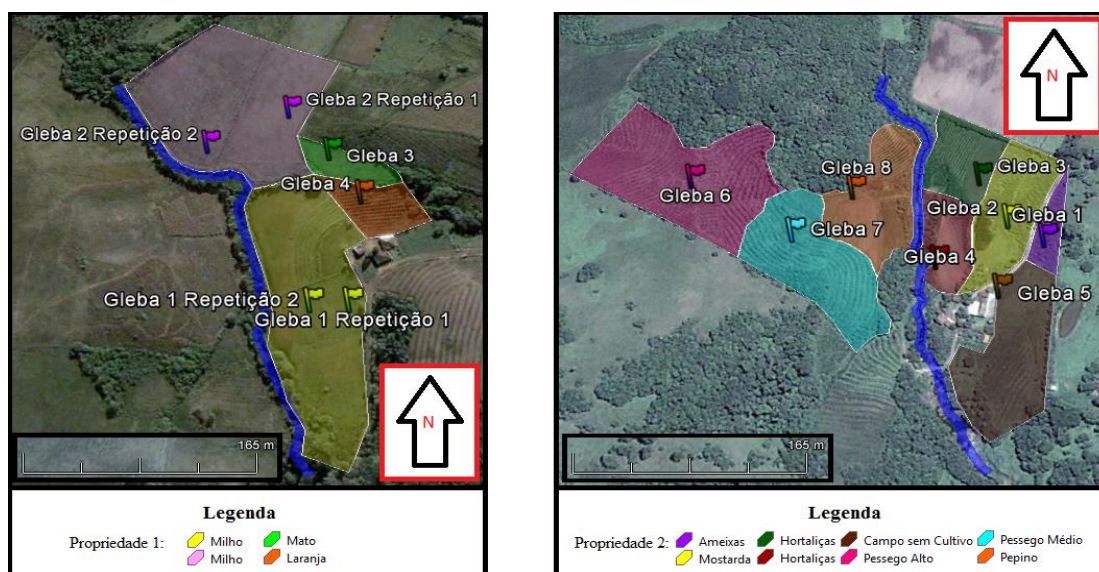 Gleba 2 Repetição 1
Gleba 2 Repetição 2
Gleba 3
Gleba 4
Gleba 1 Repetição 2
Gleba 1 Repetição 1
N
165 m
Legenda
Propriedade 1:
Milho
Mato
Milho
Laranja
N
Gleba 8
Gleba 3
Gleba 6
Gleba 2
Gleba 1
Gleba 7
Gleba 4
Gleba 5
165 m
Legenda
Propriedade 2:
Ameixas
Hortaliças
Campo sem Cultivo
Pessego Médio
Mostarda
Hortaliças
Pessego Alto
Pepino